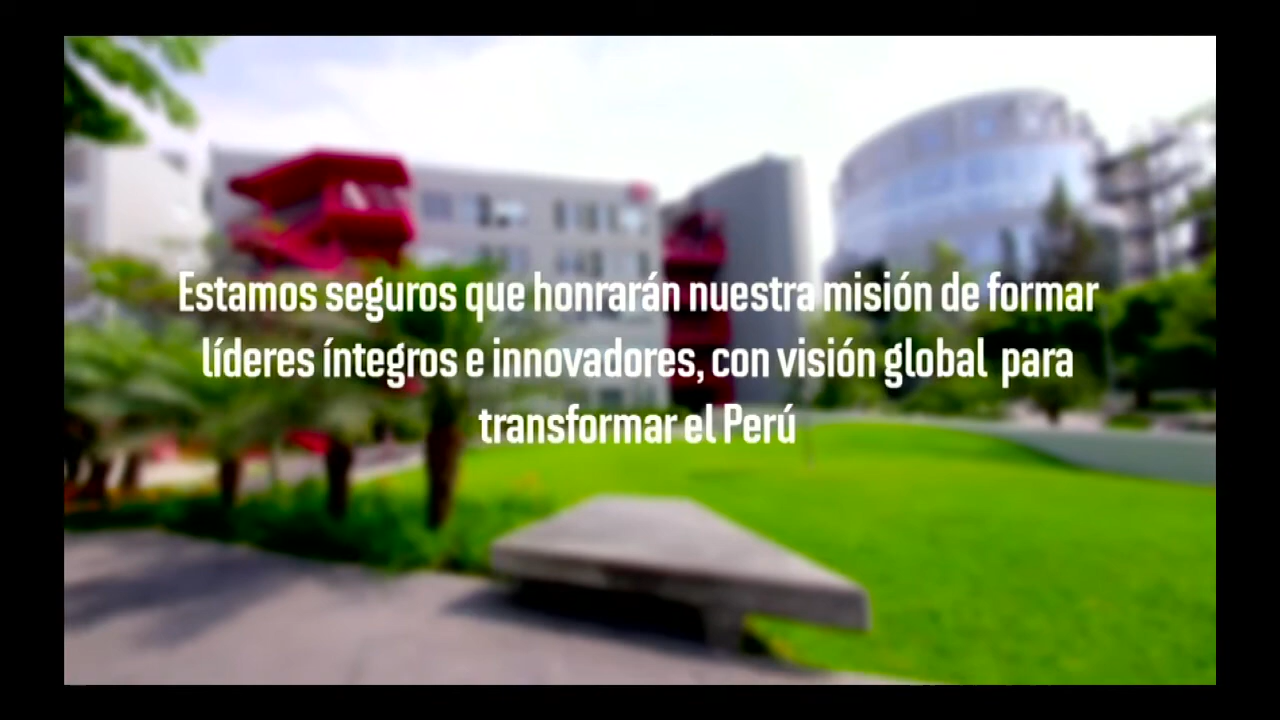 Estamos seguros que honrarán nuestra misión de formar
líderes íntegros e innovadores, con visión global para
transformar el Perú